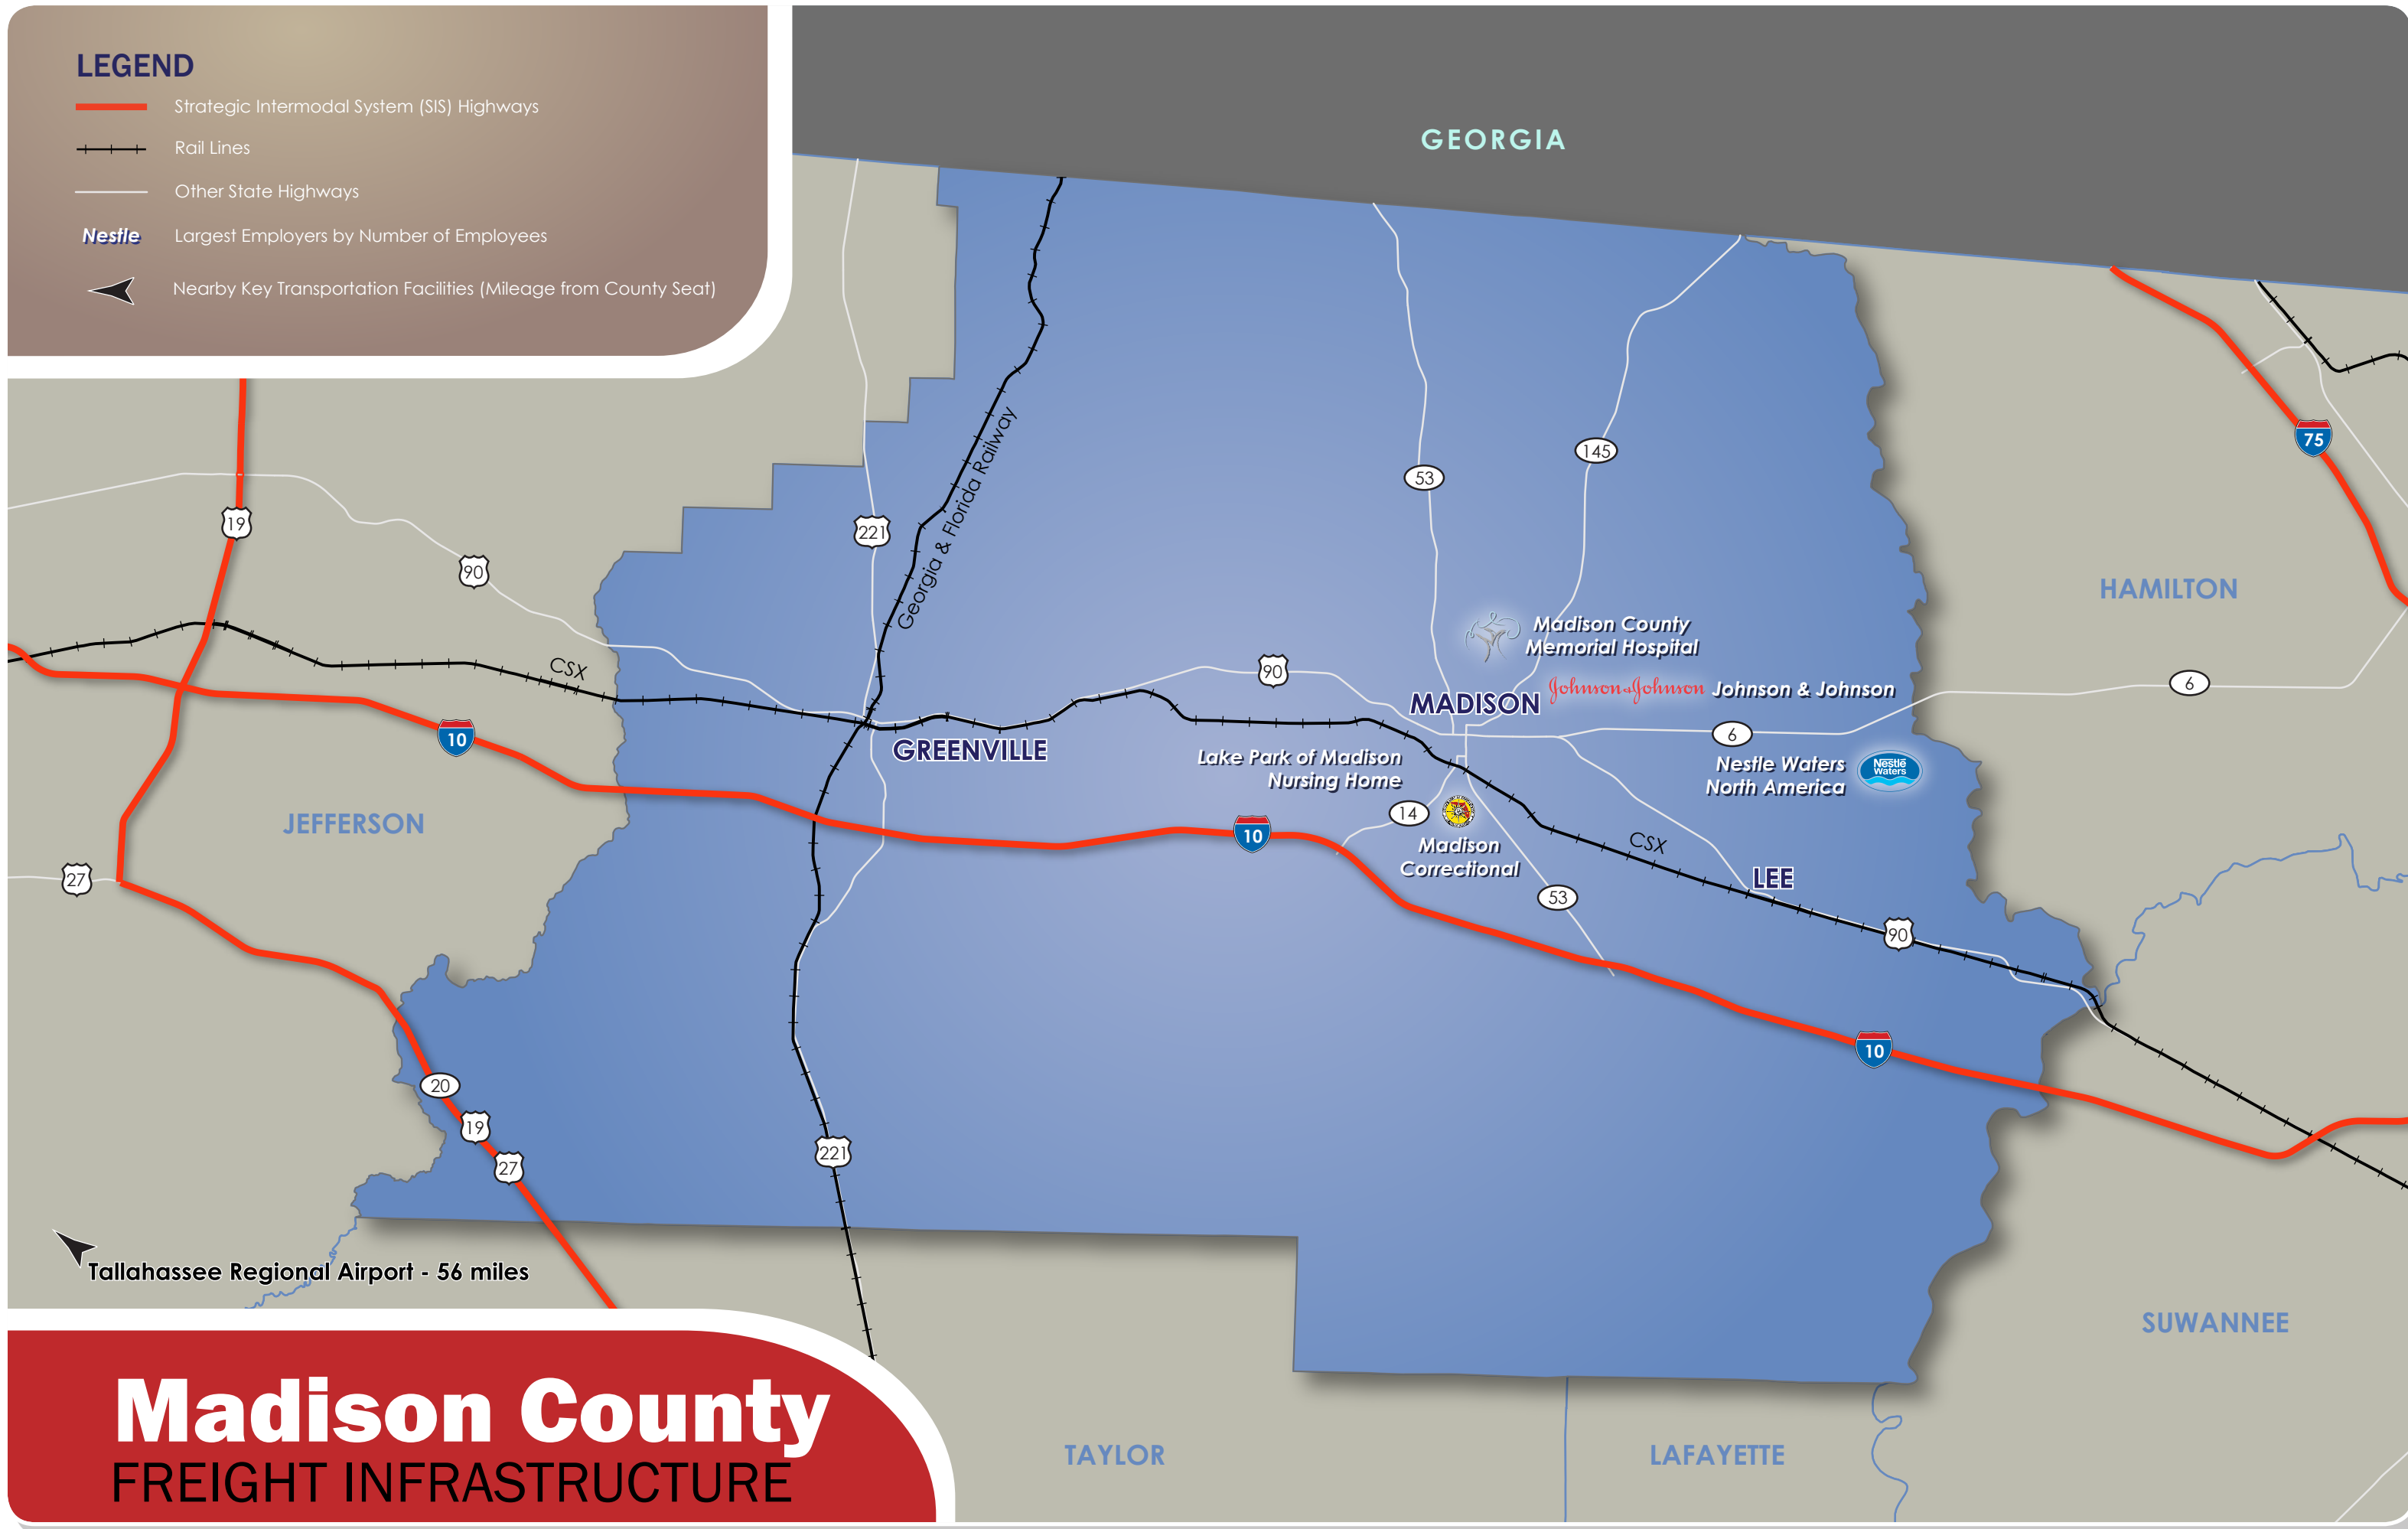 LEGEND
Strategic Intermodal System (SIS) Highways
Rail Lines
Other State Highways
Nestle Largest Employers by Number of Employees
Nearby Key Transportation Facilities (Mileage from County Seat)
GEORGIA
75
145
53
19
221
Georgia & Florida Railway
90
HAMILTON
Madison County
Memorial Hospital
CSX
90
6
MADISON
Johnson & Johnson Johnson & Johnson
10
GREENVILLE
6
Lake Park of Madison
Nursing Home
Nestle Waters
North America
Nestle
Waters
14
JEFFERSON
10
Madison
Correctional
CSX
27
LEE
53
90
10
20
19
221
27
Tallahassee Regional Airport - 56 miles
SUWANNEE
Madison County
FREIGHT INFRASTRUCTURE
TAYLOR
LAFAYETTE